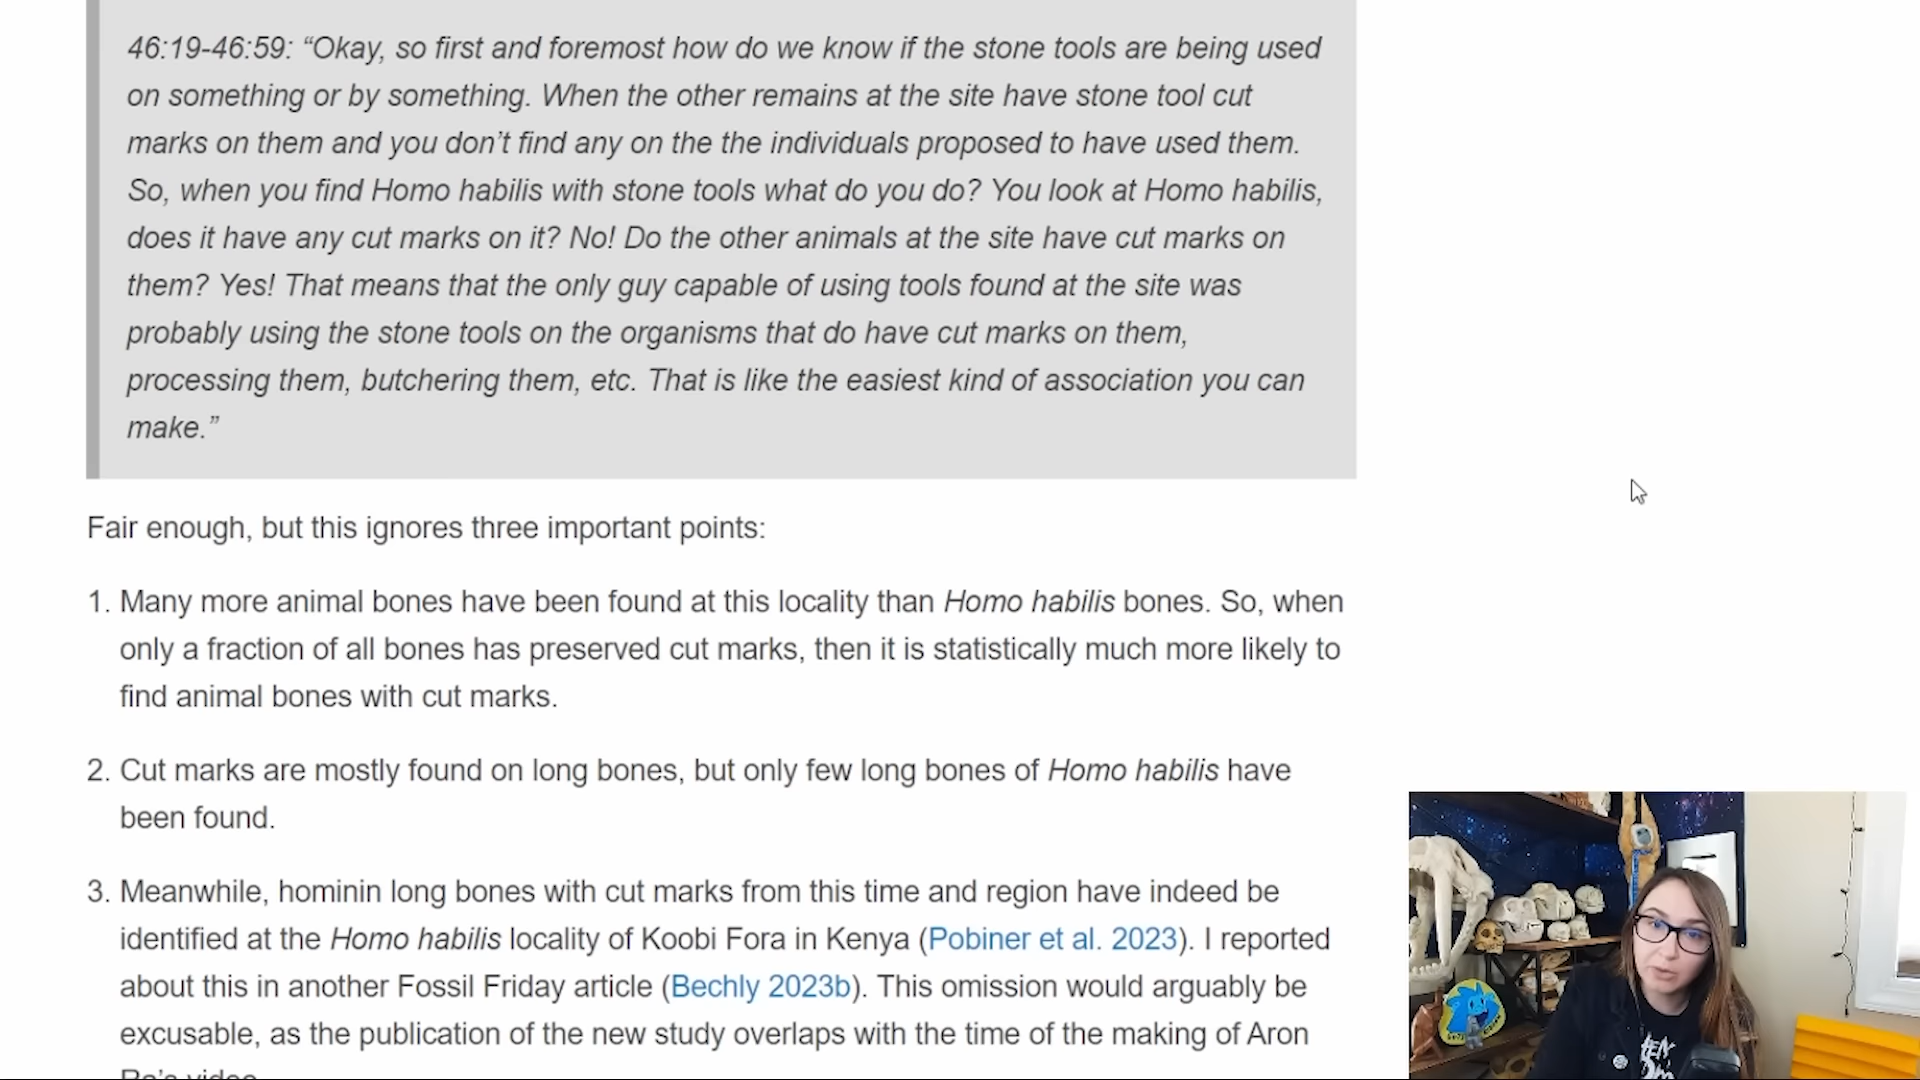 46:19-46:59: “Okay, so first and foremost how do we know if the stone tools are being used
on something or by something. When the other remains at the site have stone tool cut
marks on them and you don’t find any on the the individuals proposed to have used them.
So, when you find Homo habilis with stone tools what do you do? You look at Homo habilis,
does it have any cut marks on it? No! Do the other animals at the site have cut marks on
them? Yes! That means that the only guy capable of using tools found at the site was
probably using the stone tools on the organisms that do have cut marks on them,
processing them, butchering them, etc. That is like the easiest kind of association you can
make.”
Fair enough, but this ignores three important points:
1. Many more animal bones have been found at this locality than Homo habilis bones. So, when
only a fraction of all bones has preserved cut marks, then it is statistically much more likely to
find animal bones with cut marks.
2. Cut marks are mostly found on long bones, but only few long bones of Homo habilis have
been found.
3. Meanwhile, hominin long bones with cut marks from this time and region have indeed be
identified at the Homo habilis locality of Koobi Fora in Kenya (Pobiner et al. 2023). I reported
about this in another Fossil Friday article (Bechly 2023b). This omission would arguably be
excusable, as the publication of the new study overlaps with the time of the making of Aron
Ra’s video